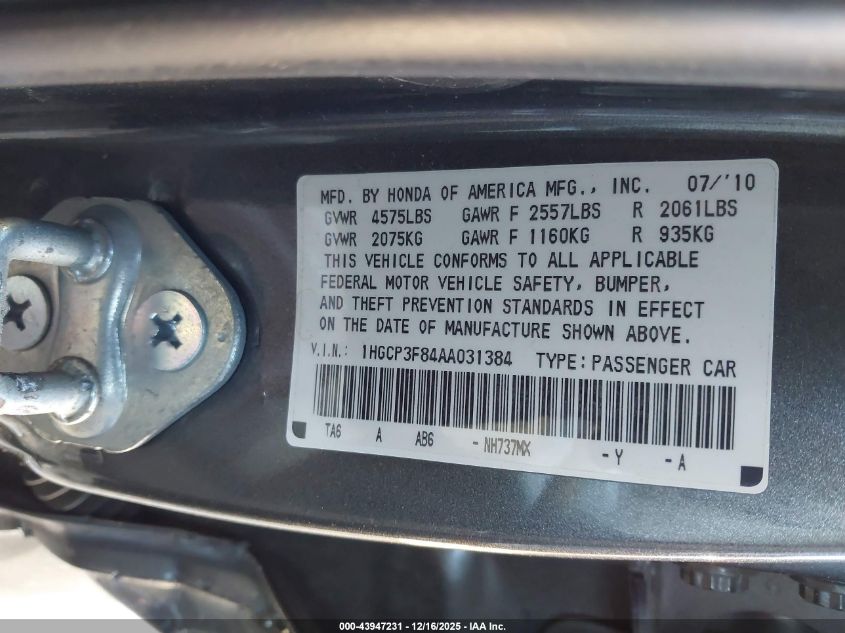 MFD. BY HONDA OF AMERICA MFG., INC. 07/'10
GVWR 4575LBS GAWR F 2557LBS R 2061LBS
GVWR 2075KG GAWR F 1160KG R 935KG
THIS VEHICLE CONFORMS TO ALL APPLICABLE
FEDERAL MOTOR VEHICLE SAFETY, BUMPER,
AND THEFT PREVENTION STANDARDS IN EFFECT
ON THE DATE OF MANUFACTURE SHOWN ABOVE.
V.I.N.: 1HGCP3F84AA031384 TYPE:PASSENGER CAR
TA6 A AB6 -NH737MX -Y -A
000-43947231 - 12/16/2025 - IAA Inc.